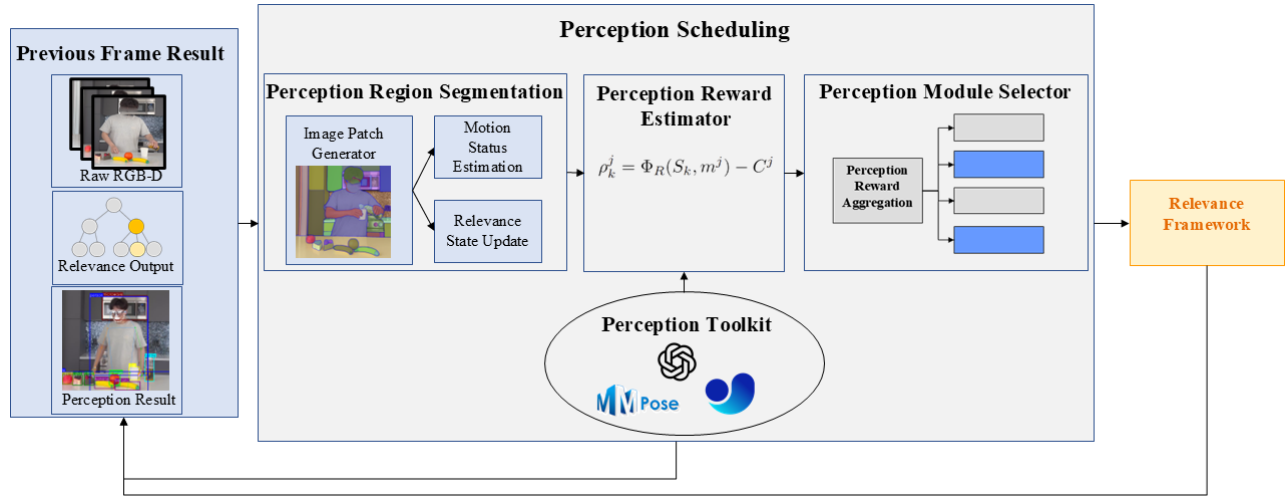 Perception Scheduling
Previous Frame Result
Raw RGB-D
Relevance Output
Perception Result
Perception Region Segmentation
Image Patch
Generator
Motion
Status
Estimation
Relevance
State Update
Perception Reward
Estimator
ρ_k^j = Φ_R(S_k, m^j) − C^j
Perception Module Selector
Perception
Reward
Aggregation
Perception Toolkit
MMPose
Relevance
Framework